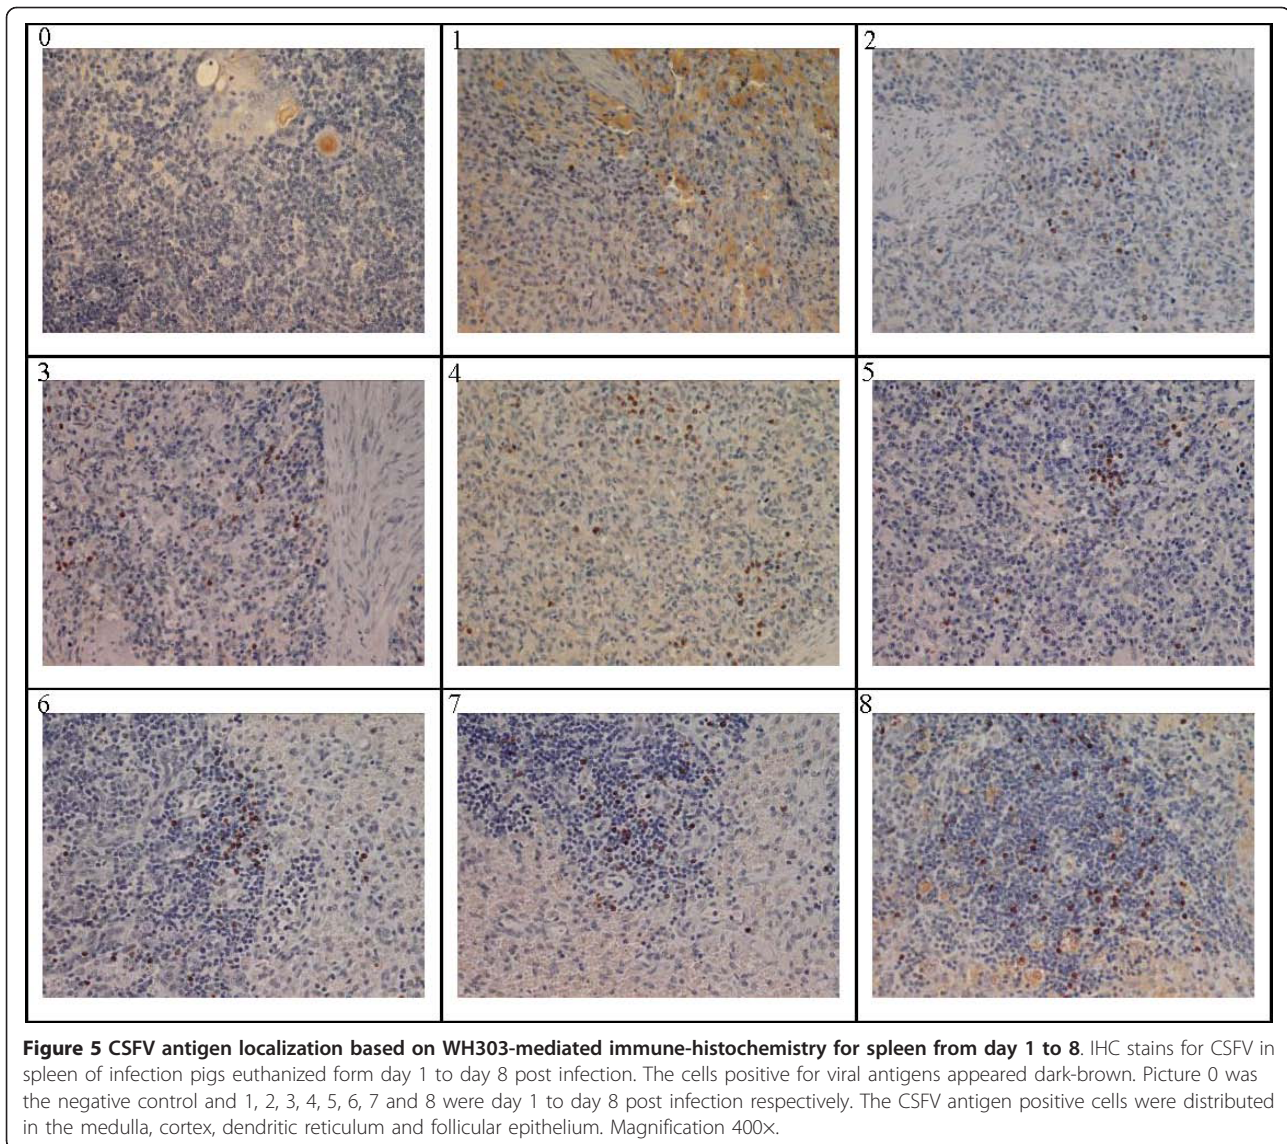 0
1
2
3
4
5
6
7
8
Figure 5 CSFV antigen localization based on WH303-mediated immune-histochemistry for spleen from day 1 to 8. IHC stains for CSFV in
spleen of infection pigs euthanized form day 1 to day 8 post infection. The cells positive for viral antigens appeared dark-brown. Picture 0 was
the negative control and 1, 2, 3, 4, 5, 6, 7 and 8 were day 1 to day 8 post infection respectively. The CSFV antigen positive cells were distributed
in the medulla, cortex, dendritic reticulum and follicular epithelium. Magnification 400×.